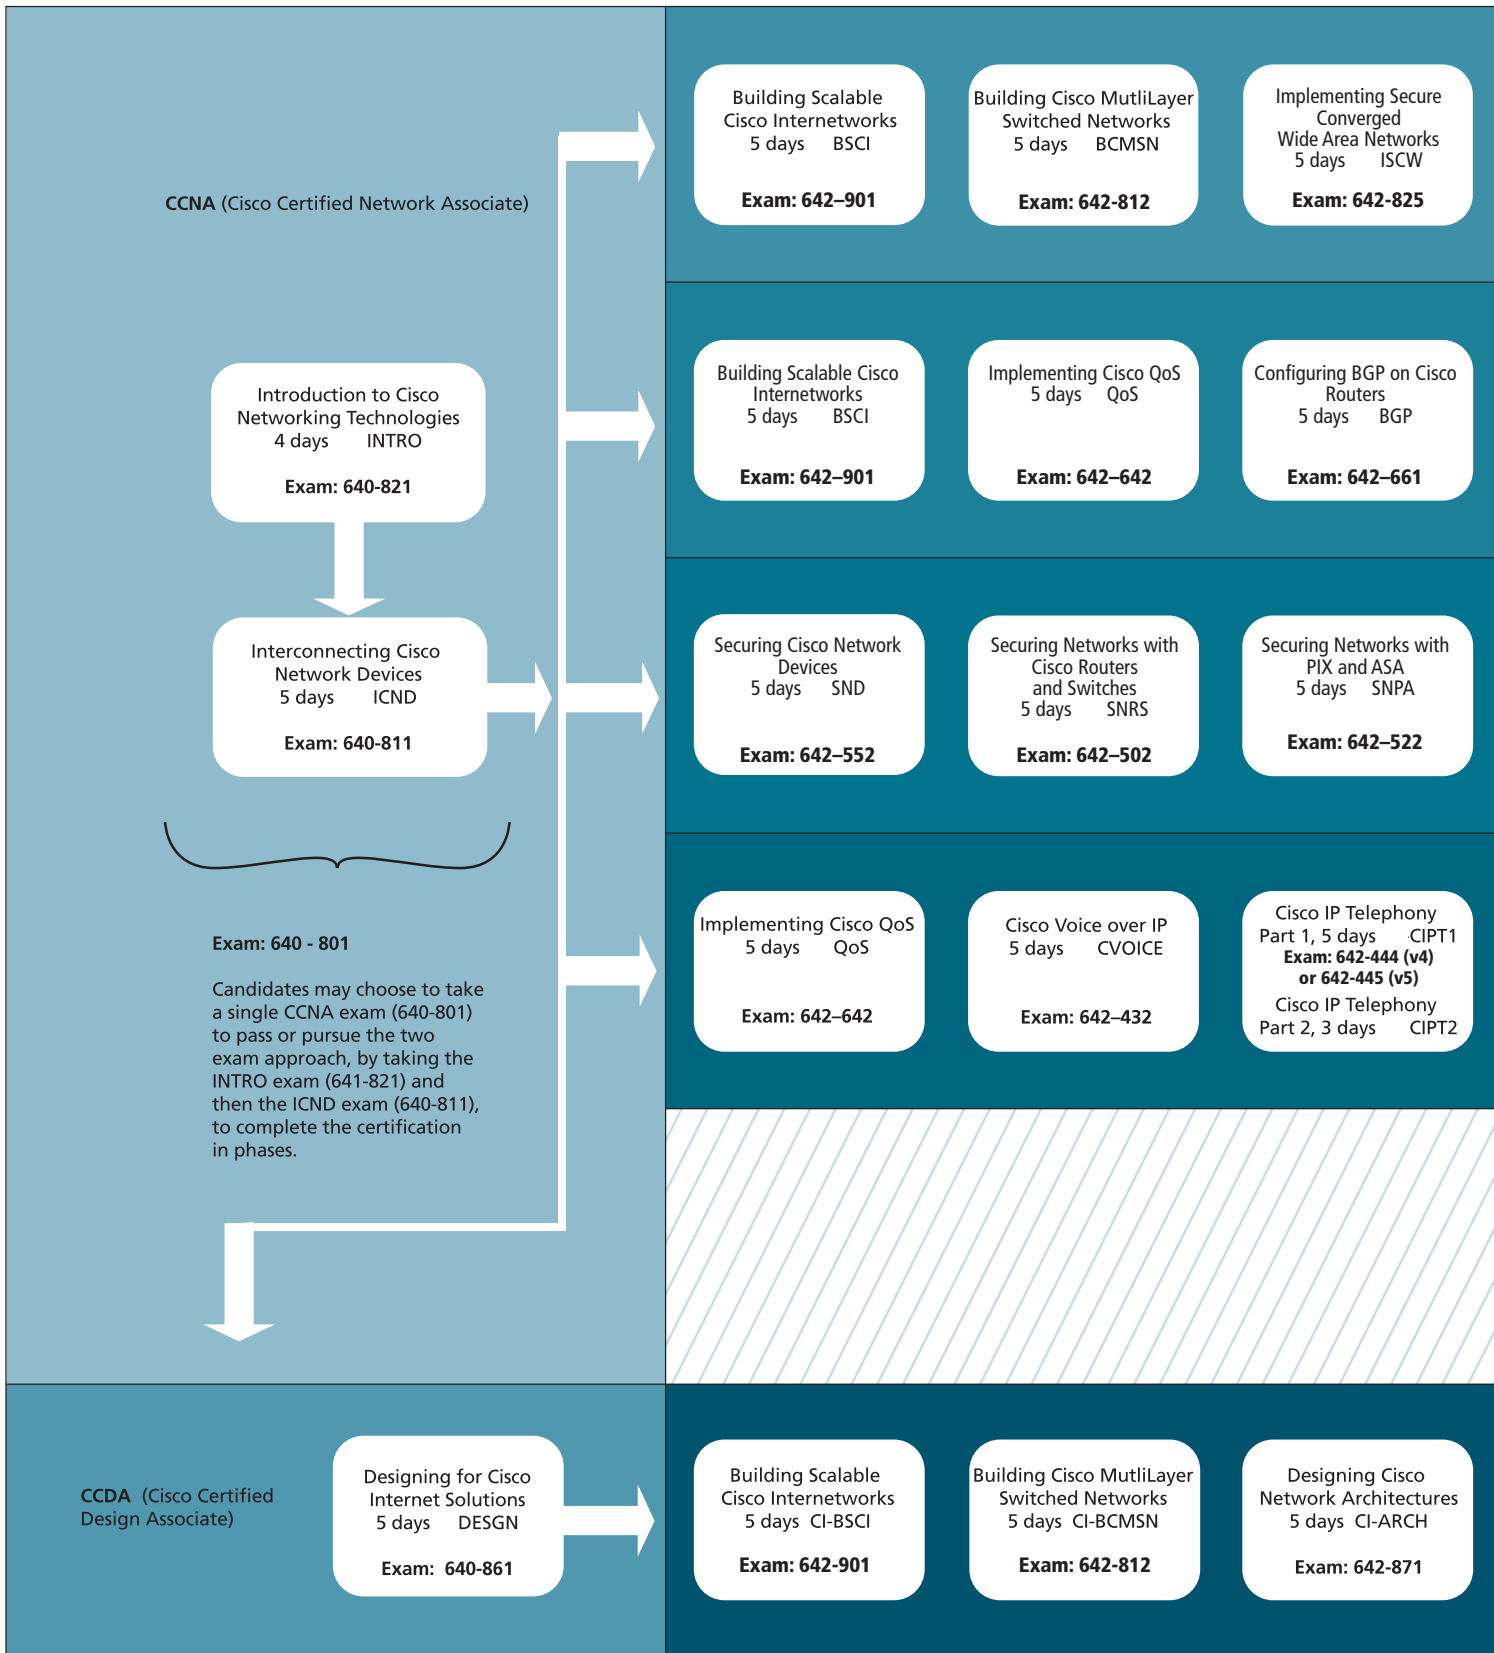 CCNA (Cisco Certified Network Associate)
Introduction to Cisco
Networking Technologies
4 days INTRO
Exam: 640-821
Interconnecting Cisco
Network Devices
5 days ICND
Exam: 640-811
Exam: 640 - 801
Candidates may choose to take
a single CCNA exam (640-801)
to pass or pursue the two
exam approach, by taking the
INTRO exam (641-821) and
then the ICND exam (640-811),
to complete the certification
in phases.
Building Scalable
Cisco Internetworks
5 days BSCI
Exam: 642–901
Building Cisco MutliLayer
Switched Networks
5 days BCMSN
Exam: 642-812
Implementing Secure
Converged
Wide Area Networks
5 days ISCW
Exam: 642-825
Building Scalable Cisco
Internetworks
5 days BSCI
Exam: 642–901
Implementing Cisco QoS
5 days QoS
Exam: 642–642
Configuring BGP on Cisco
Routers
5 days BGP
Exam: 642–661
Securing Cisco Network
Devices
5 days SND
Exam: 642–552
Securing Networks with
Cisco Routers
and Switches
5 days SNRS
Exam: 642–502
Securing Networks with
PIX and ASA
5 days SNPA
Exam: 642–522
Implementing Cisco QoS
5 days QoS
Exam: 642–642
Cisco Voice over IP
5 days CVOICE
Exam: 642–432
Cisco IP Telephony
Part 1, 5 days CIPT1
Exam: 642-444 (v4)
or 642-445 (v5)
Cisco IP Telephony
Part 2, 3 days CIPT2
CCDA (Cisco Certified
Design Associate)
Designing for Cisco
Internet Solutions
5 days DESGN
Exam: 640-861
Building Scalable
Cisco Internetworks
5 days CI-BSCI
Exam: 642-901
Building Cisco MutliLayer
Switched Networks
5 days CI-BCMSN
Exam: 642-812
Designing Cisco
Network Architectures
5 days CI-ARCH
Exam: 642-871